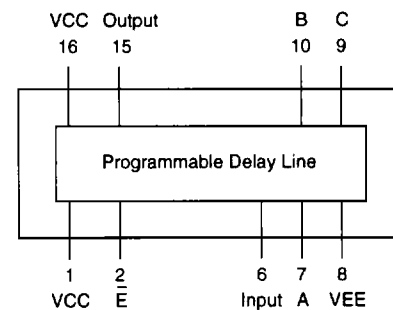 VCC Output B C
16 15 10 9
Programmable Delay Line
1 2 6 7 8
VCC E̅ Input A VEE